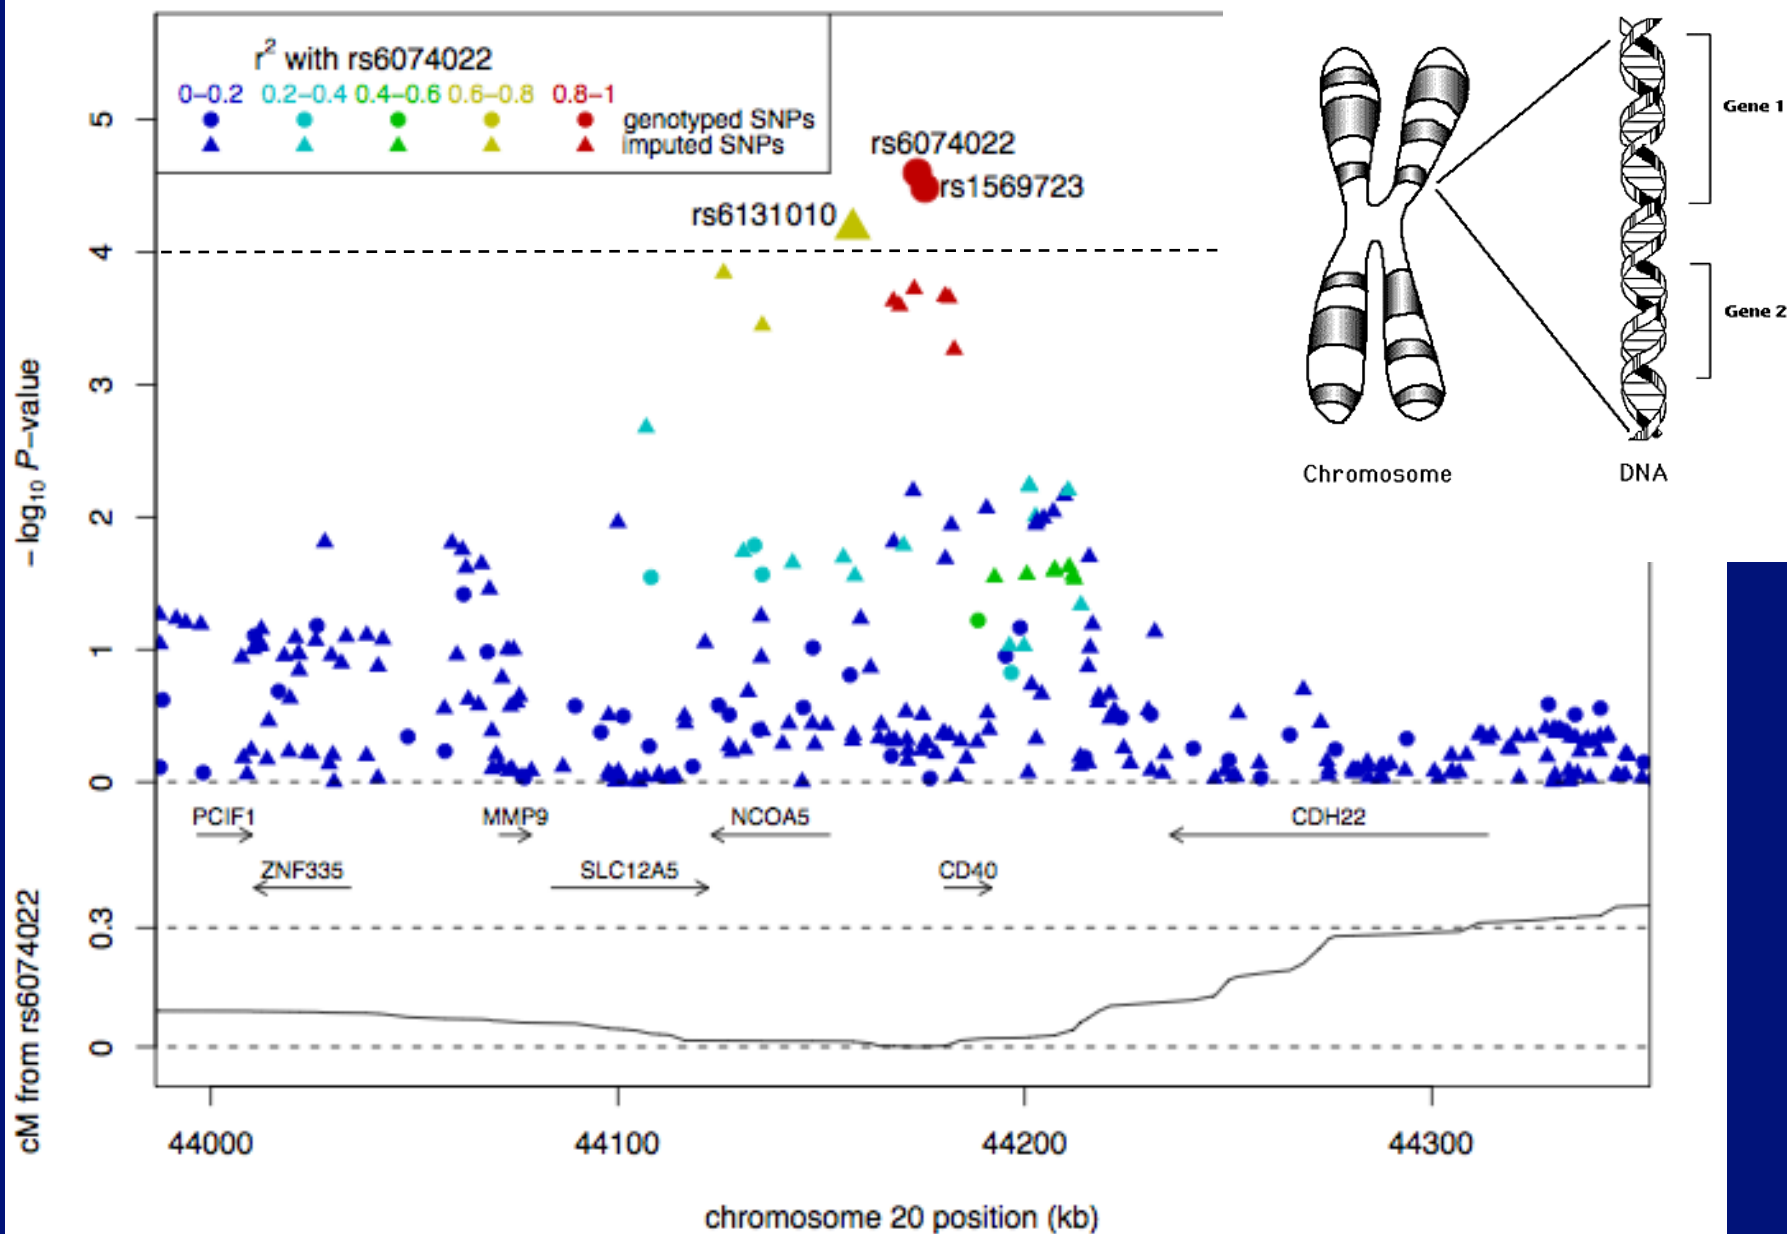 r2 with rs6074022
0–0.2 0.2–0.4 0.4–0.6 0.6–0.8 0.8–1
genotyped SNPs
imputed SNPs
rs6074022
rs1569723
rs6131010
5
4
3
2
1
0
−log10 P−value
PCIF1
MMP9
NCOA5
CDH22
ZNF335
SLC12A5
CD40
0.3
0
cM from rs6074022
44000 44100 44200 44300
chromosome 20 position (kb)
Gene 1
Gene 2
Chromosome
DNA